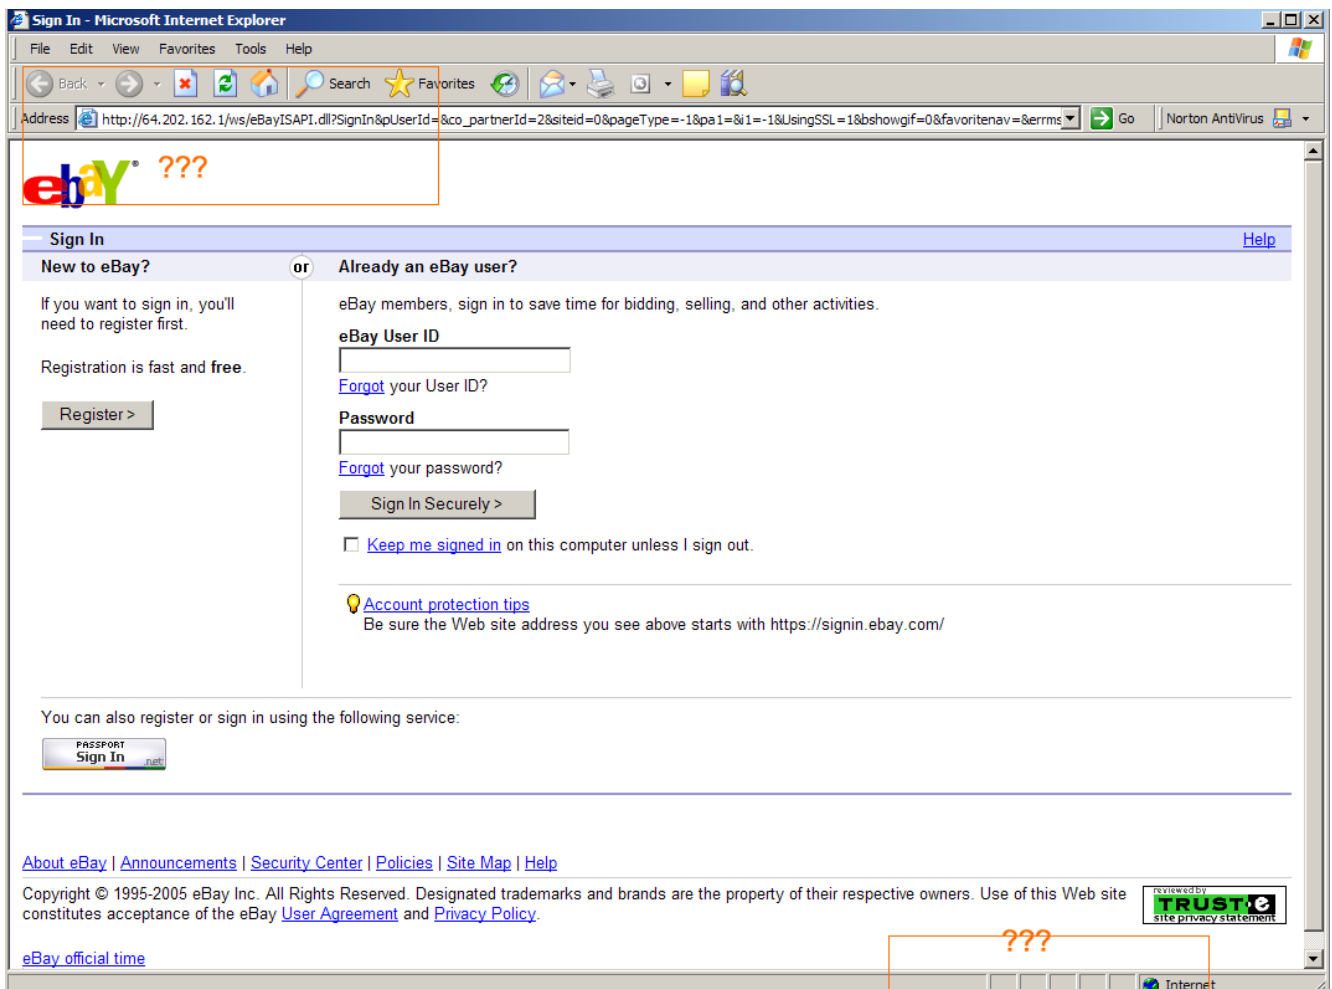 Sign In - Microsoft Internet Explorer
File Edit View Favorites Tools Help
Back Search Favorites
Address http://64.202.162.1/ws/eBayISAPI.dll?SignIn&pUserId=&co_partnerId=2&siteid=0&pageType=-1&pa1=&i1=-1&UsingSSL=1&bshowgif=0&favoritenav=&errms Go Norton AntiVirus
ebaY® ???
Sign In Help
New to eBay? or Already an eBay user?
If you want to sign in, you'll
need to register first.
Registration is fast and free.
Register >
eBay members, sign in to save time for bidding, selling, and other activities.
eBay User ID
Forgot your User ID?
Password
Forgot your password?
Sign In Securely >
Keep me signed in on this computer unless I sign out.
Account protection tips
Be sure the Web site address you see above starts with https://signin.ebay.com/
You can also register or sign in using the following service:
PASSPORT
Sign In .net
About eBay | Announcements | Security Center | Policies | Site Map | Help
Copyright © 1995-2005 eBay Inc. All Rights Reserved. Designated trademarks and brands are the property of their respective owners. Use of this Web site
constitutes acceptance of the eBay User Agreement and Privacy Policy.
reviewed by
TRUSTe
site privacy statement
???
eBay official time
Internet